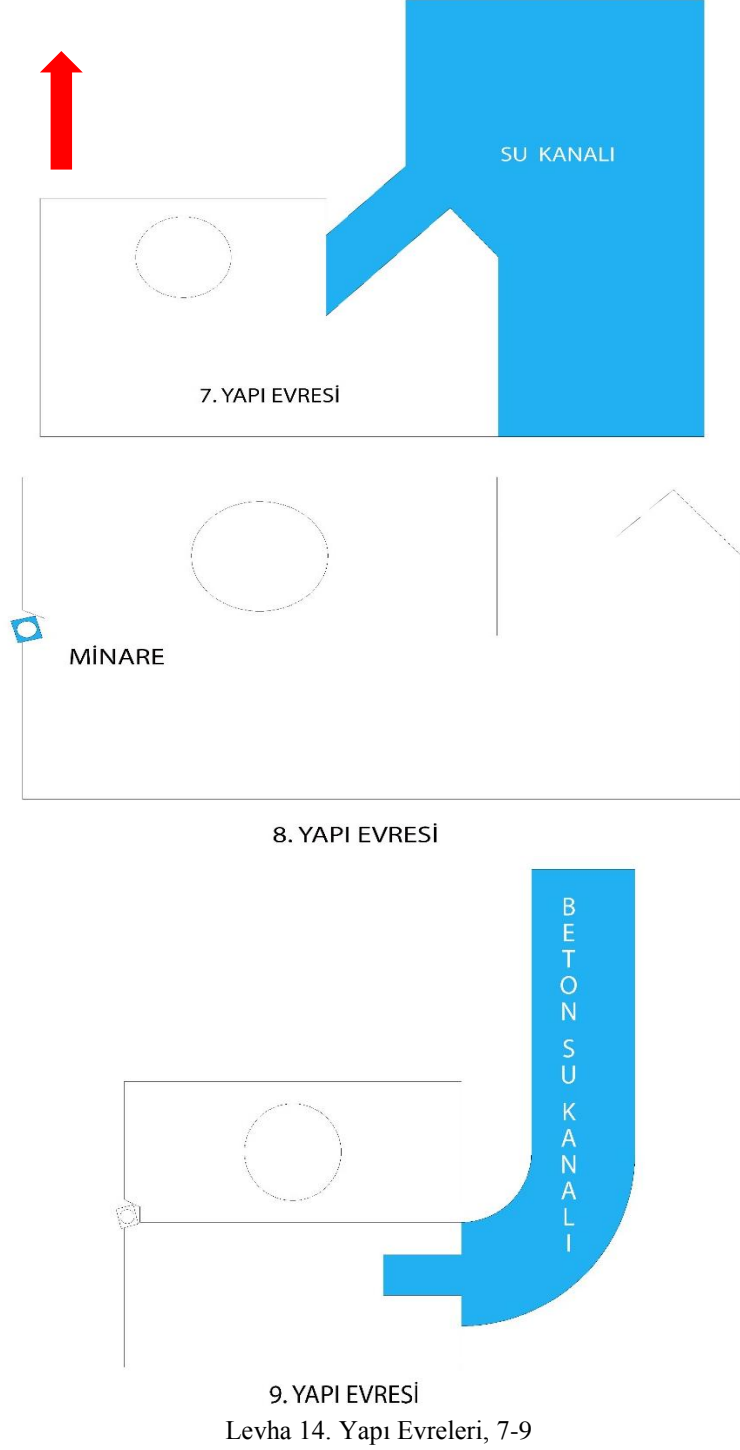 SU KANALI
7. YAPI EVRESİ
MİNARE
8. YAPI EVRESİ
BETON SU KANALI
9. YAPI EVRESİ
Levha 14. Yapı Evreleri, 7-9